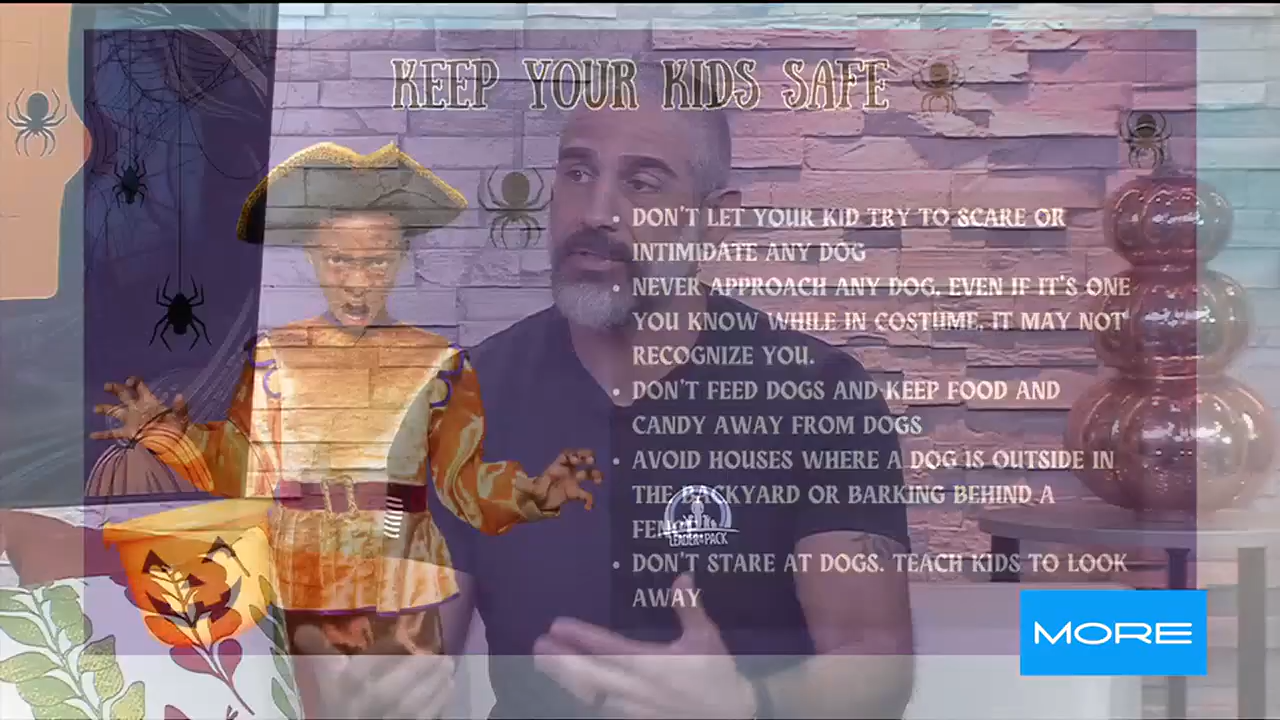 KEEP YOUR KIDS SAFE
• DON'T LET YOUR KID TRY TO SCARE OR
INTIMIDATE ANY DOG
• NEVER APPROACH ANY DOG, EVEN IF IT'S ONE
YOU KNOW WHILE IN COSTUME, IT MAY NOT
RECOGNIZE YOU.
• DON'T FEED DOGS AND KEEP FOOD AND
CANDY AWAY FROM DOGS
• AVOID HOUSES WHERE A DOG IS OUTSIDE IN
THE BACKYARD OR BARKING BEHIND A
FENCE
LEADER PACK
• DON'T STARE AT DOGS. TEACH KIDS TO LOOK
AWAY
MORE